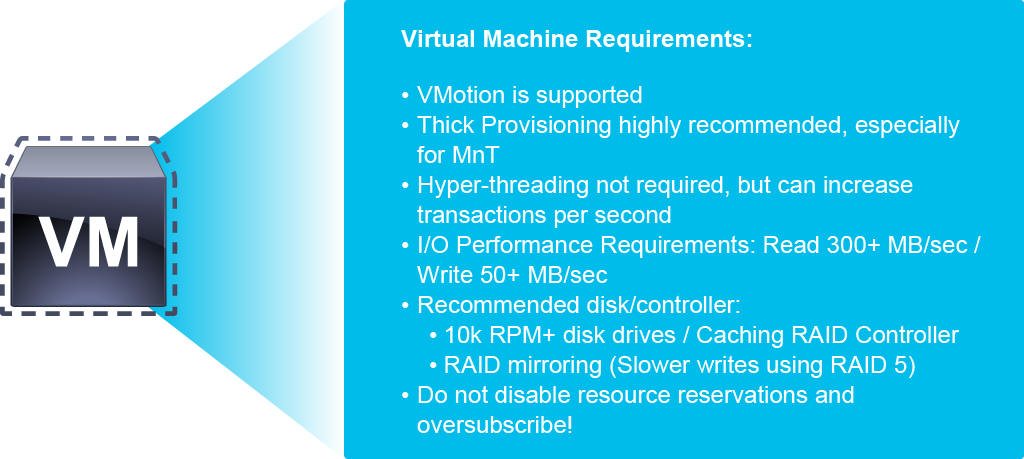 VM
Virtual Machine Requirements:
• VMotion is supported
• Thick Provisioning highly recommended, especially
for MnT
• Hyper-threading not required, but can increase
transactions per second
• I/O Performance Requirements: Read 300+ MB/sec /
Write 50+ MB/sec
• Recommended disk/controller:
• 10k RPM+ disk drives / Caching RAID Controller
• RAID mirroring (Slower writes using RAID 5)
• Do not disable resource reservations and
oversubscribe!